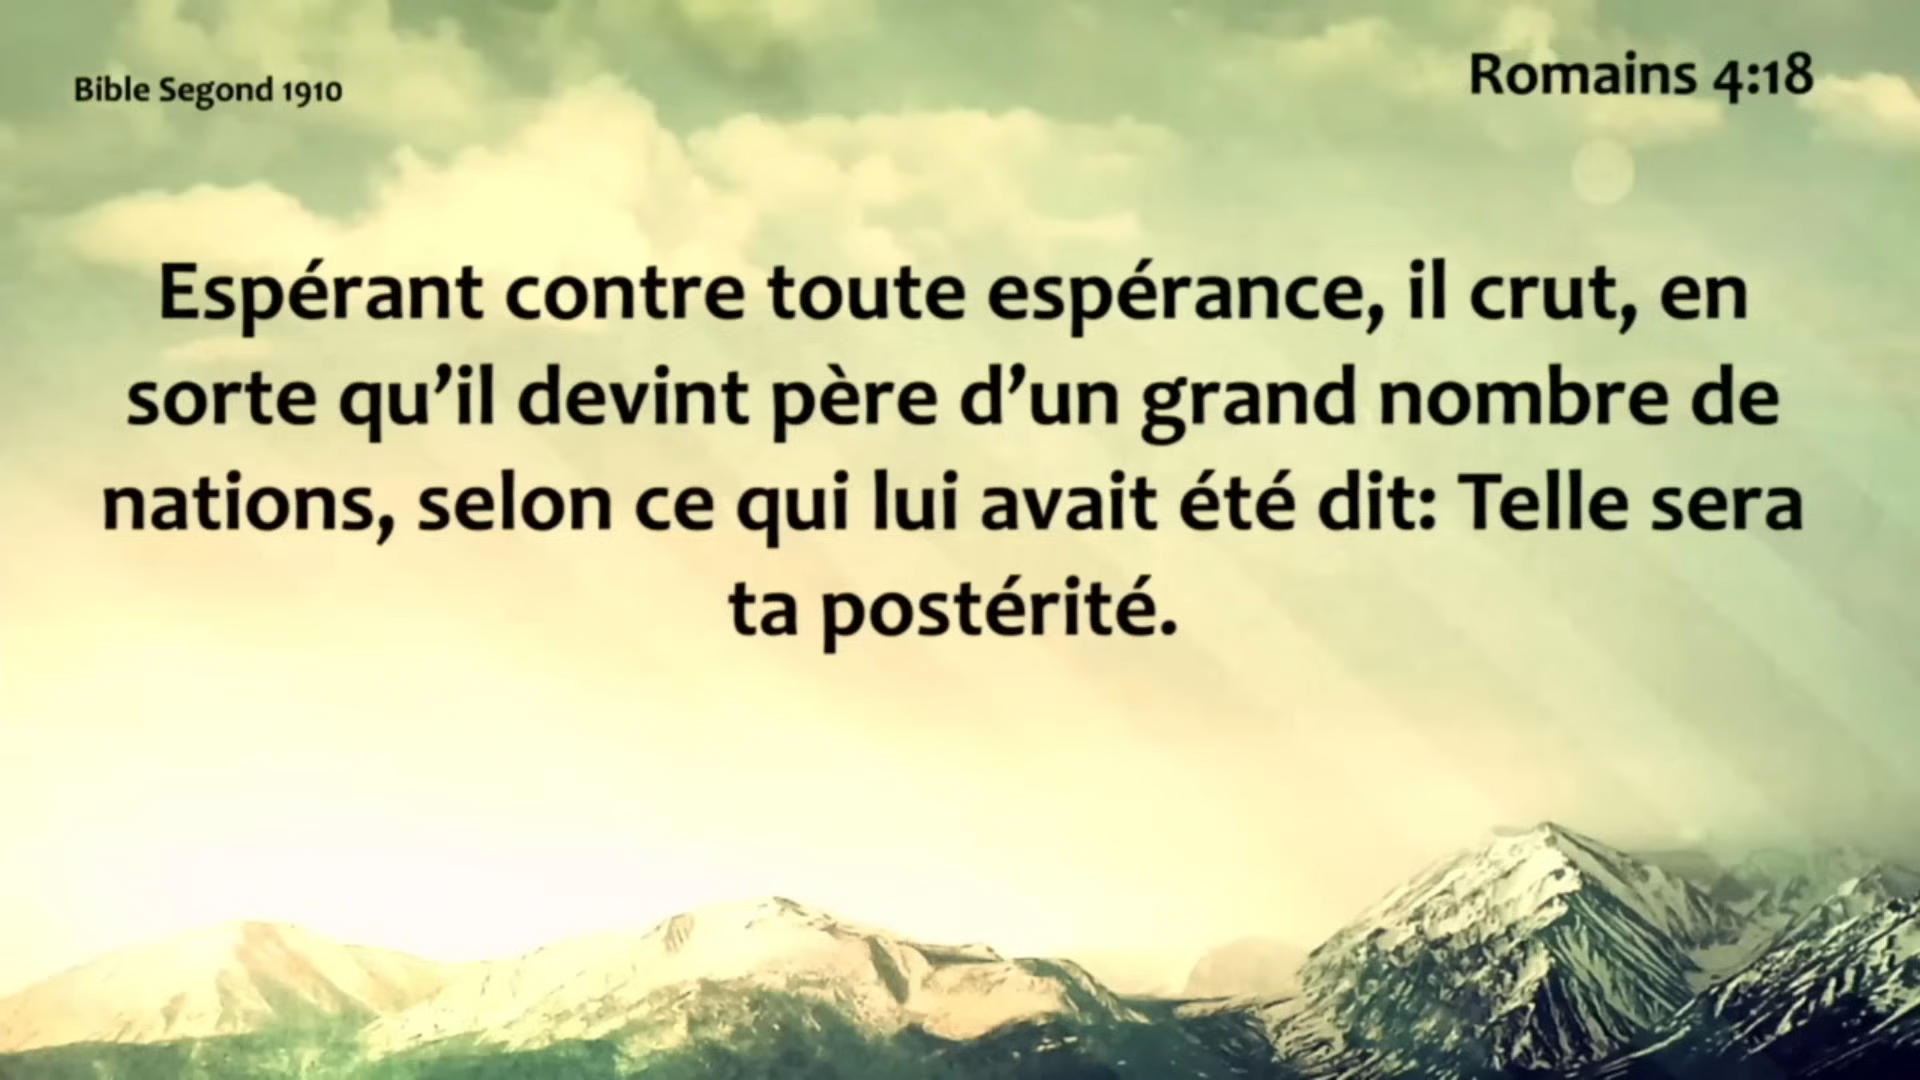 Bible Segond 1910
Romains 4:18
Espérant contre toute espérance, il crut, en
sorte qu’il devint père d’un grand nombre de
nations, selon ce qui lui avait été dit: Telle sera
ta postérité.